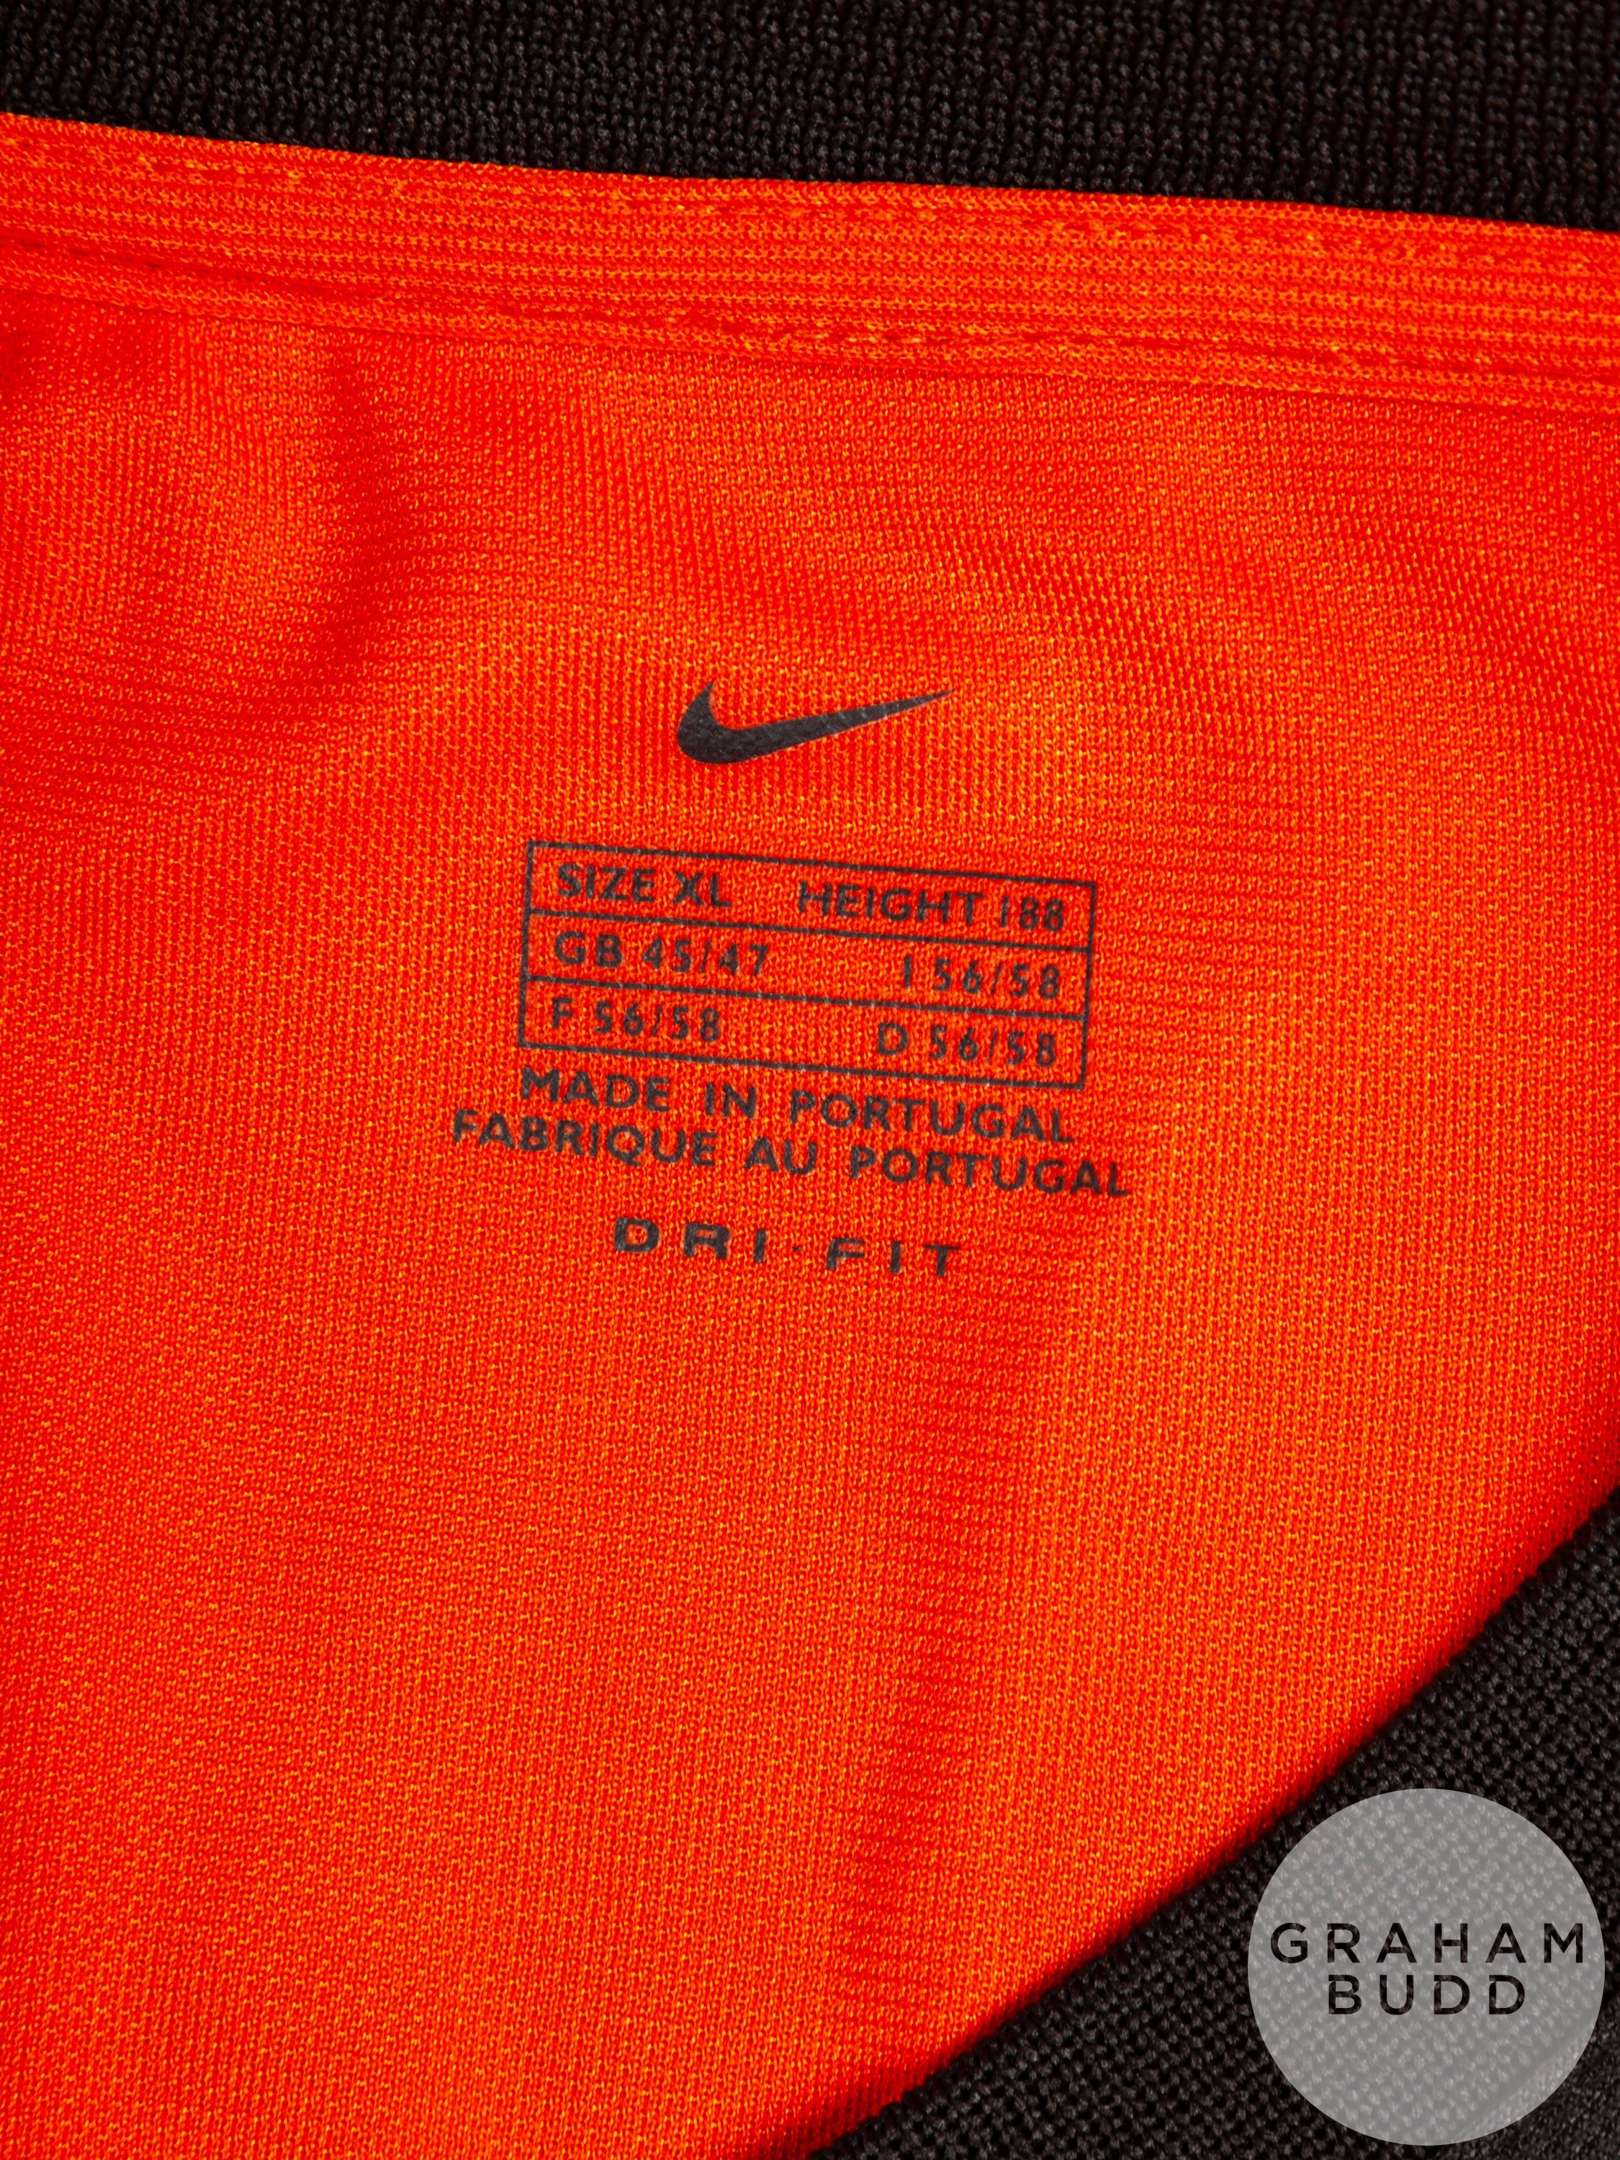 SIZE XL HEIGHT 188
GB 45/47 I 56/58
F 56/58 D 56/58
MADE IN PORTUGAL
FABRIQUE AU PORTUGAL
DRI·FIT
GRAHAM
BUDD